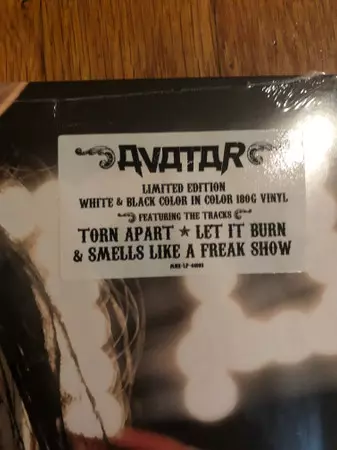 AVATAR
LIMITED EDITION
WHITE & BLACK COLOR IN COLOR 180G VINYL
FEATURING THE TRACKS
TORN APART ★ LET IT BURN
& SMELLS LIKE A FREAK SHOW